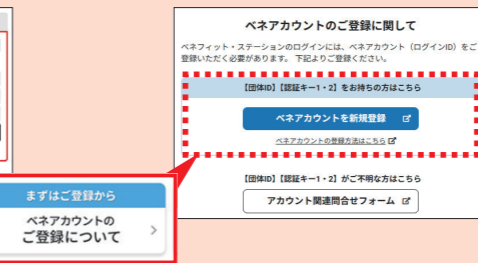 ベネアカウントのご登録に関して
ベネフィット・ステーションのログインには、ベネアカウント（ログインID）をご
登録いただく必要があります。下記よりご登録ください。
【団体ID】【認証キー1・2】をお持ちの方はこちら
ベネアカウントを新規登録
ベネアカウントの登録方法はこちら
【団体ID】【認証キー1・2】がご不明な方はこちら
アカウント関連問合せフォーム
まずはご登録から
ベネアカウントの
ご登録について